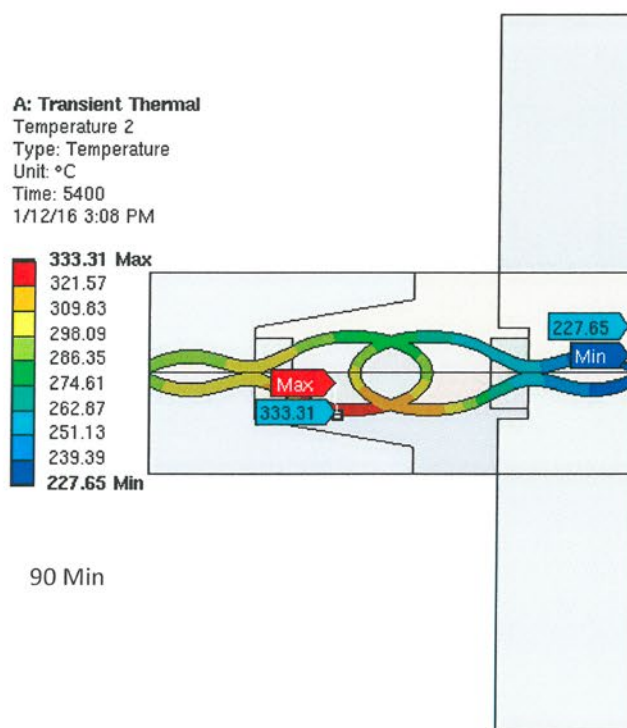 A: Transient Thermal
Temperature 2
Type: Temperature
Unit: °C
Time: 5400
1/12/16 3:08 PM
333.31 Max
321.57
309.83
298.09
286.35
274.61
262.87
251.13
239.39
227.65 Min
227.65
Min
Max
333.31
90 Min